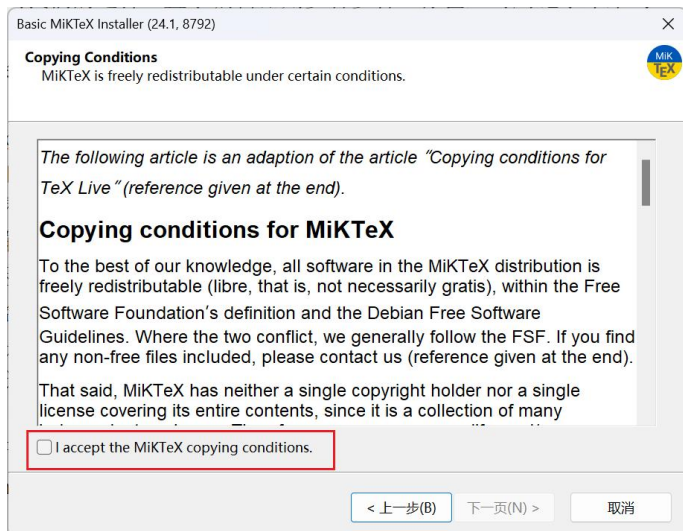 Basic MiKTeX Installer (24.1, 8792)
Copying Conditions
MiKTeX is freely redistributable under certain conditions.
MiK
TEX
The following article is an adaption of the article "Copying conditions for
TeX Live" (reference given at the end).
Copying conditions for MiKTeX
To the best of our knowledge, all software in the MiKTeX distribution is
freely redistributable (libre, that is, not necessarily gratis), within the Free
Software Foundation's definition and the Debian Free Software
Guidelines. Where the two conflict, we generally follow the FSF. If you find
any non-free files included, please contact us (reference given at the end).
That said, MiKTeX has neither a single copyright holder nor a single
license covering its entire contents, since it is a collection of many
I accept the MiKTeX copying conditions.
< 上一步(B)
下一页(N) >
取消